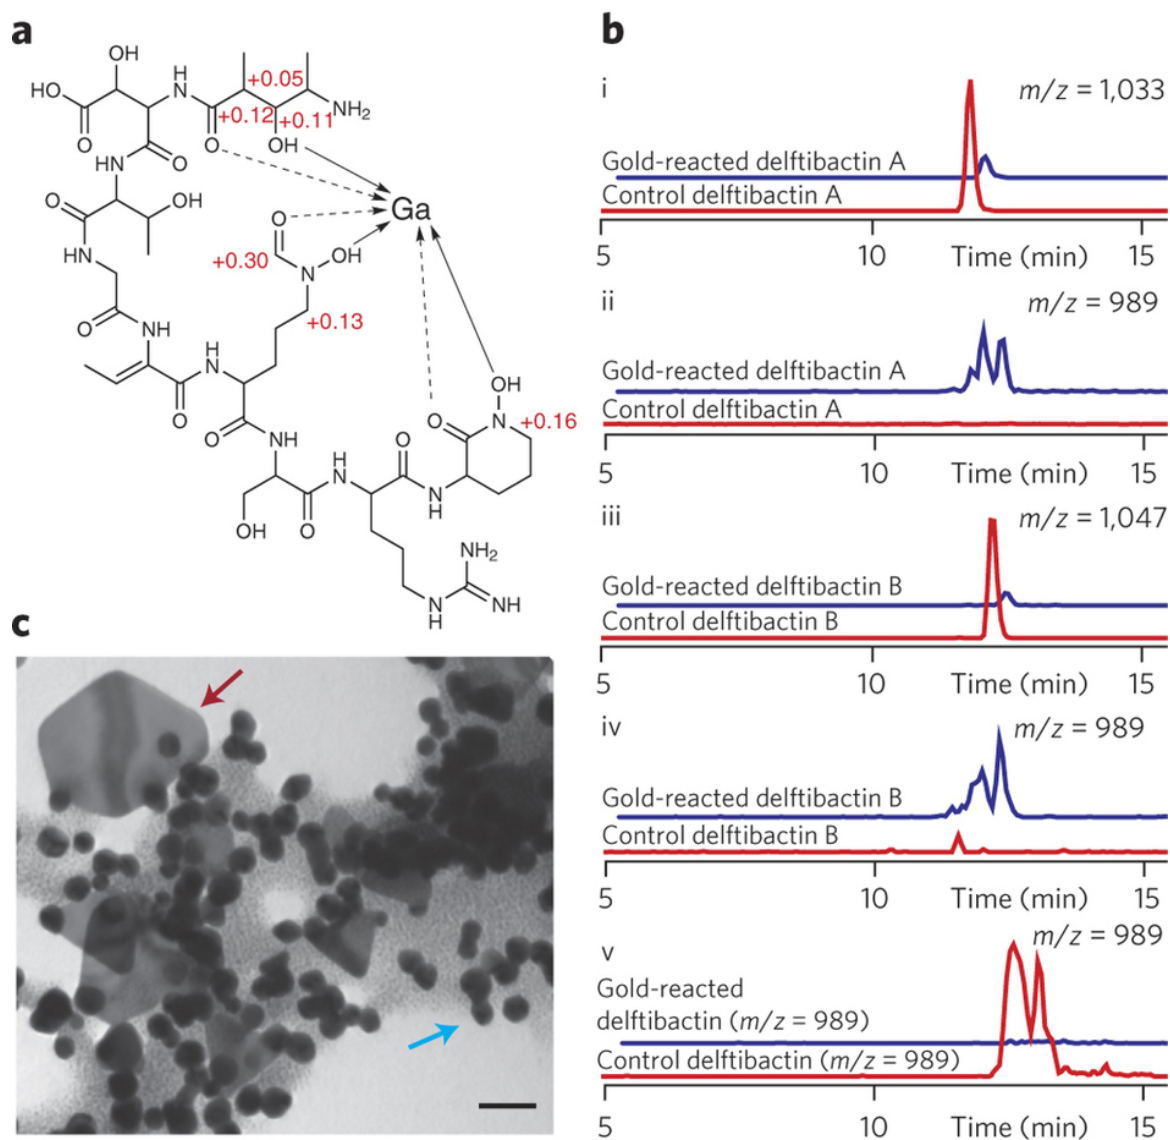 a
OH
HO
O
OH
H
N
O
+0.05
+0.12
+0.11
NH2
OH
O
HN
O
OH
HN
Ga
O
OH
N
+0.30
+0.13
O
NH
H
N
O
O
NH
OH
O
H
N
O
N
H
O
OH
N
+0.16
NH2
N
H
NH
b
i
m/z = 1,033
Gold-reacted delftibactin A
Control delftibactin A
5 10 Time (min) 15
ii
m/z = 989
Gold-reacted delftibactin A
Control delftibactin A
5 10 Time (min) 15
iii
m/z = 1,047
Gold-reacted delftibactin B
Control delftibactin B
5 10 Time (min) 15
iv
m/z = 989
Gold-reacted delftibactin B
Control delftibactin B
5 10 Time (min) 15
v
m/z = 989
Gold-reacted
delftibactin (m/z = 989)
Control delftibactin (m/z = 989)
5 10 Time (min) 15
c